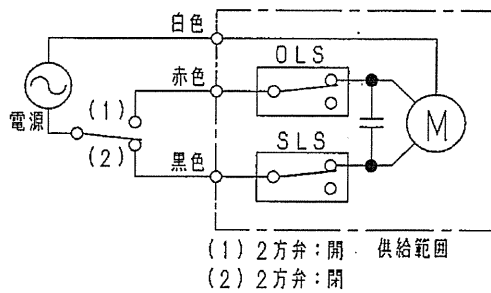 白色
OLS
赤色
(1)
電源
M
(2)
SLS
黒色
(1) 2方弁:開 供給範囲
(2) 2方弁:閉